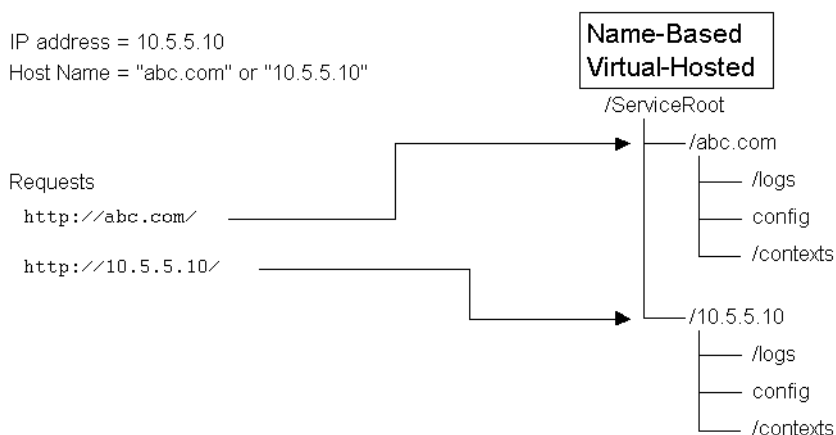 IP address = 10.5.5.10
Host Name = "abc.com" or "10.5.5.10"
Name-Based
Virtual-Hosted
/ServiceRoot
/abc.com
/logs
config
/contexts
Requests
http://abc.com/
http://10.5.5.10/
/10.5.5.10
/logs
config
/contexts